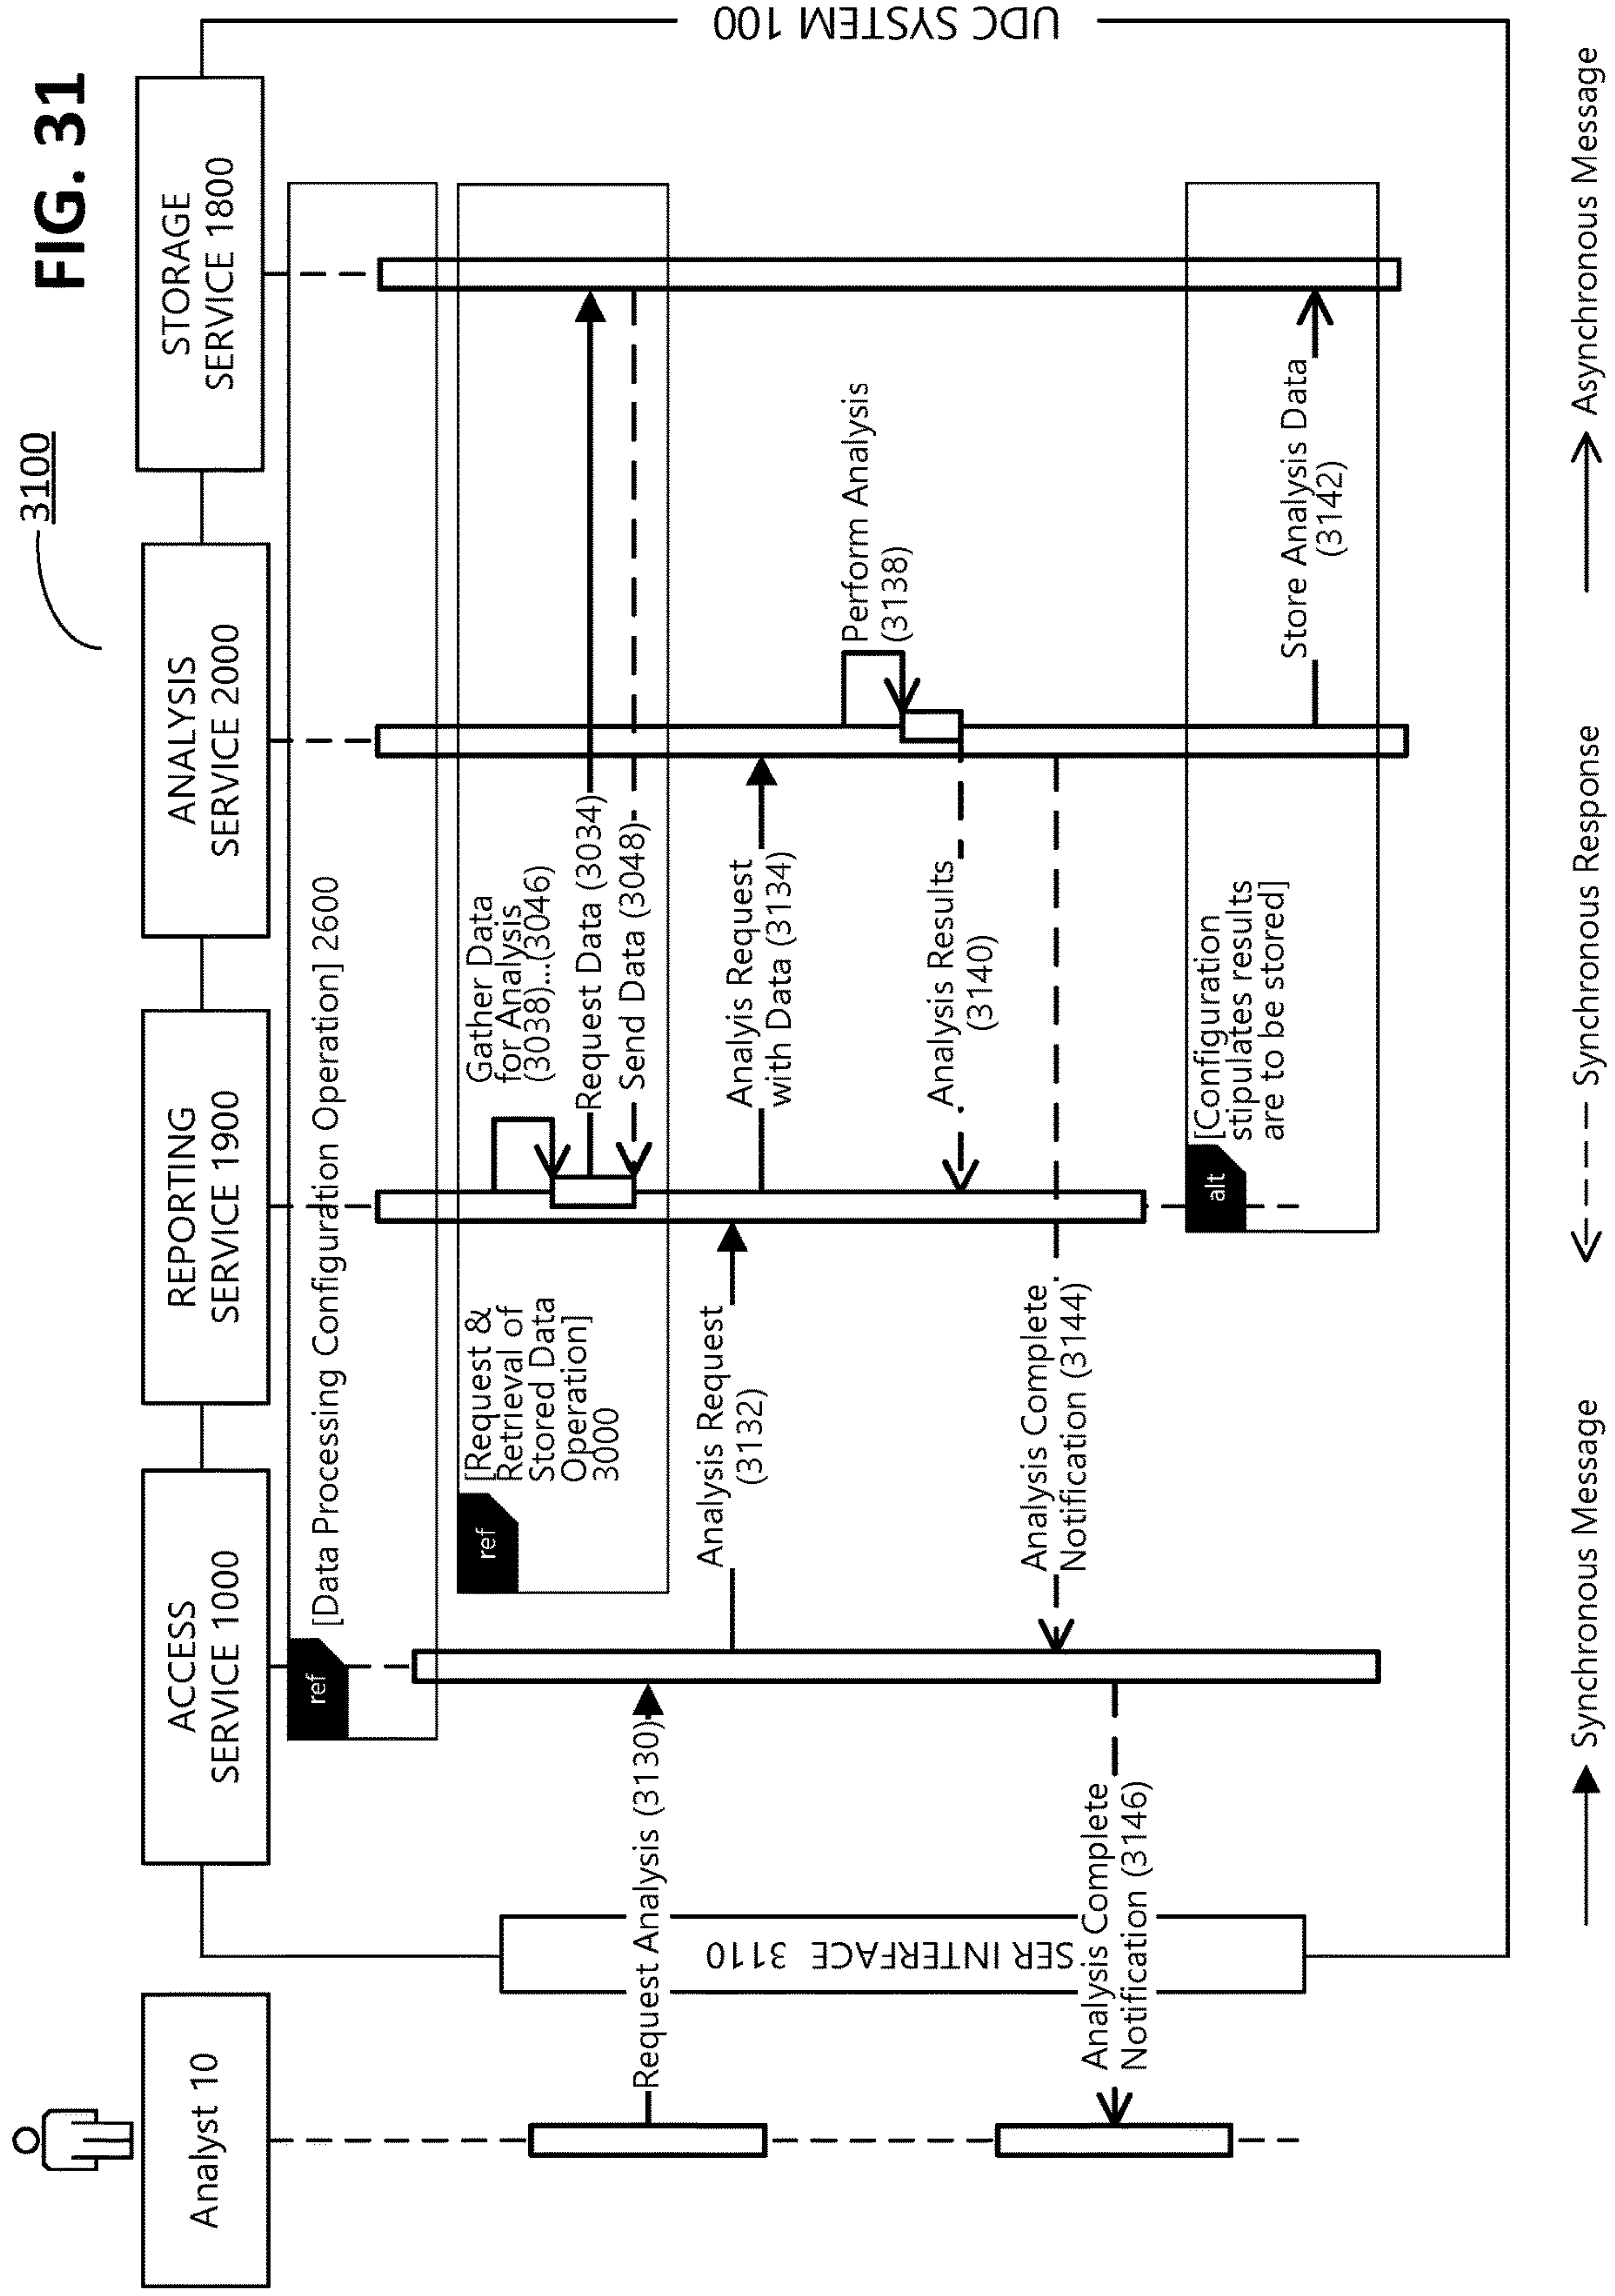 FIG. 31
3100
Analyst 10
ACCESS
SERVICE 1000
REPORTING
SERVICE 1900
ANALYSIS
SERVICE 2000
STORAGE
SERVICE 1800
UDC SYSTEM 100
SER INTERFACE 3110
ref
[Data Processing Configuration Operation] 2600
ref
[Request &
Retrieval of
Stored Data
Operation]
3000
Gather Data
for Analysis
(3038)...(3046)
Request Data (3034)
Send Data (3048)
Request Analysis (3130)
Analysis Request
(3132)
Analyis Request
with Data (3134)
Perform Analysis
(3138)
Analysis Results
(3140)
Analysis Complete
Notification (3144)
Analysis Complete
Notification (3146)
alt
[Configuration
stipulates results
are to be stored]
Store Analysis Data
(3142)
Synchronous Message
Synchronous Response
Asynchronous Message